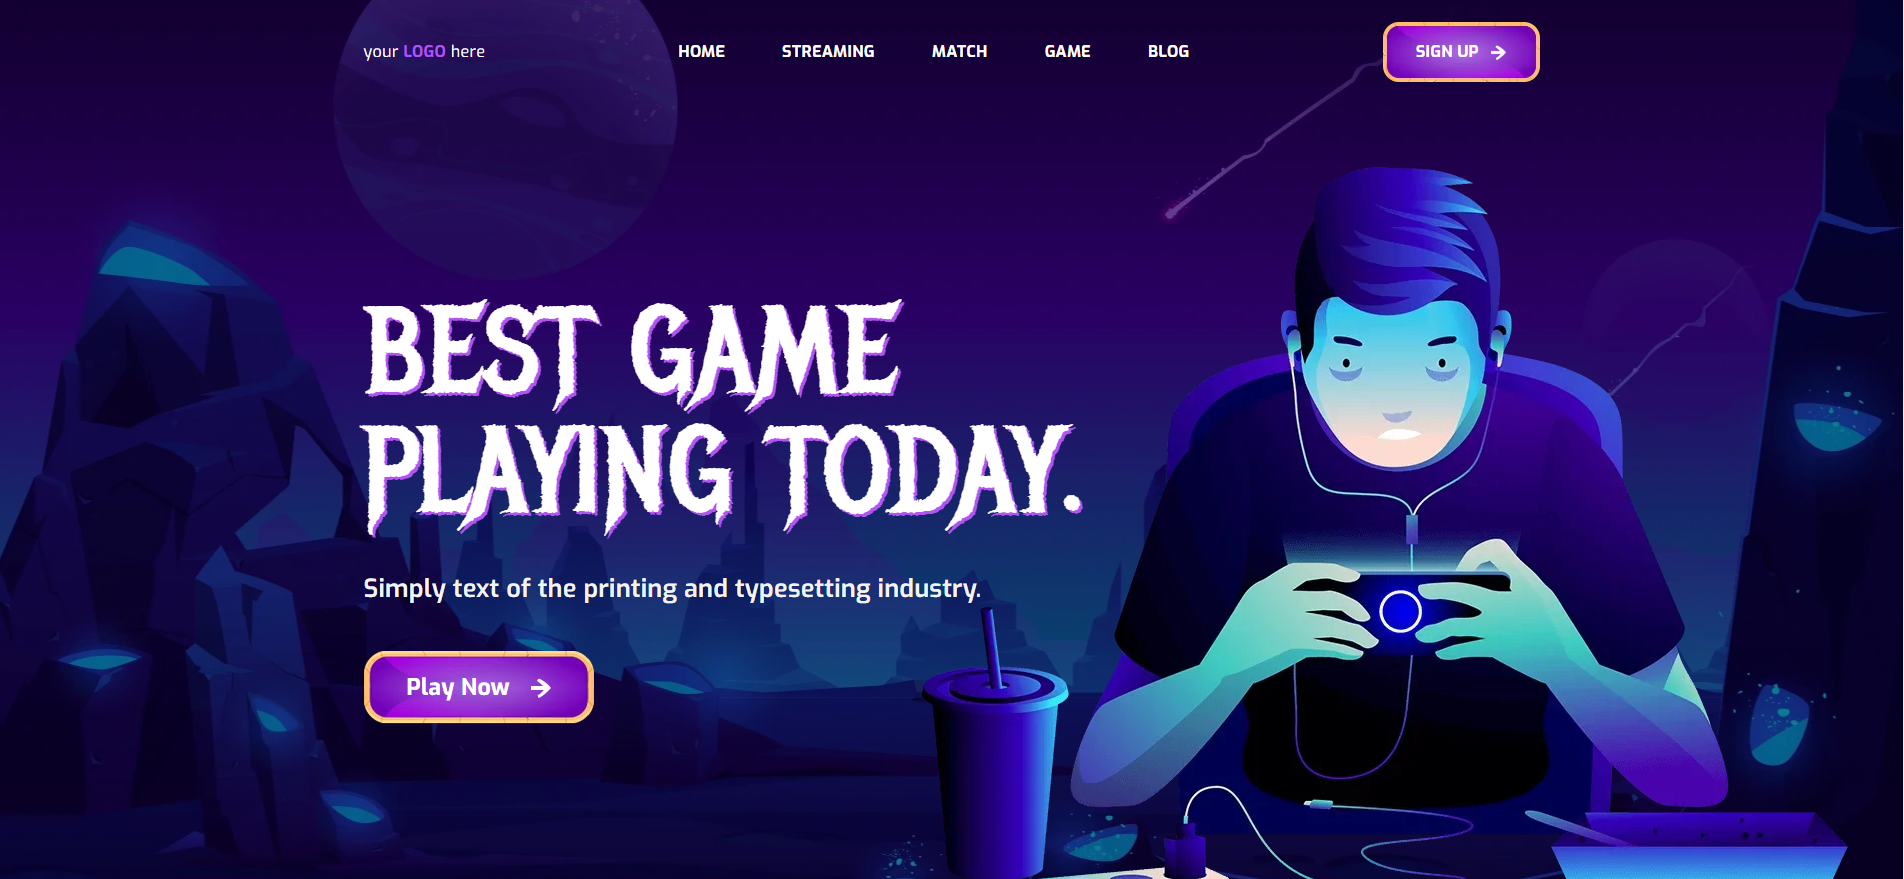 your LOGO here
HOME STREAMING MATCH GAME BLOG
SIGN UP
BEST GAME
PLAYING TODAY.
Simply text of the printing and typesetting industry.
Play Now